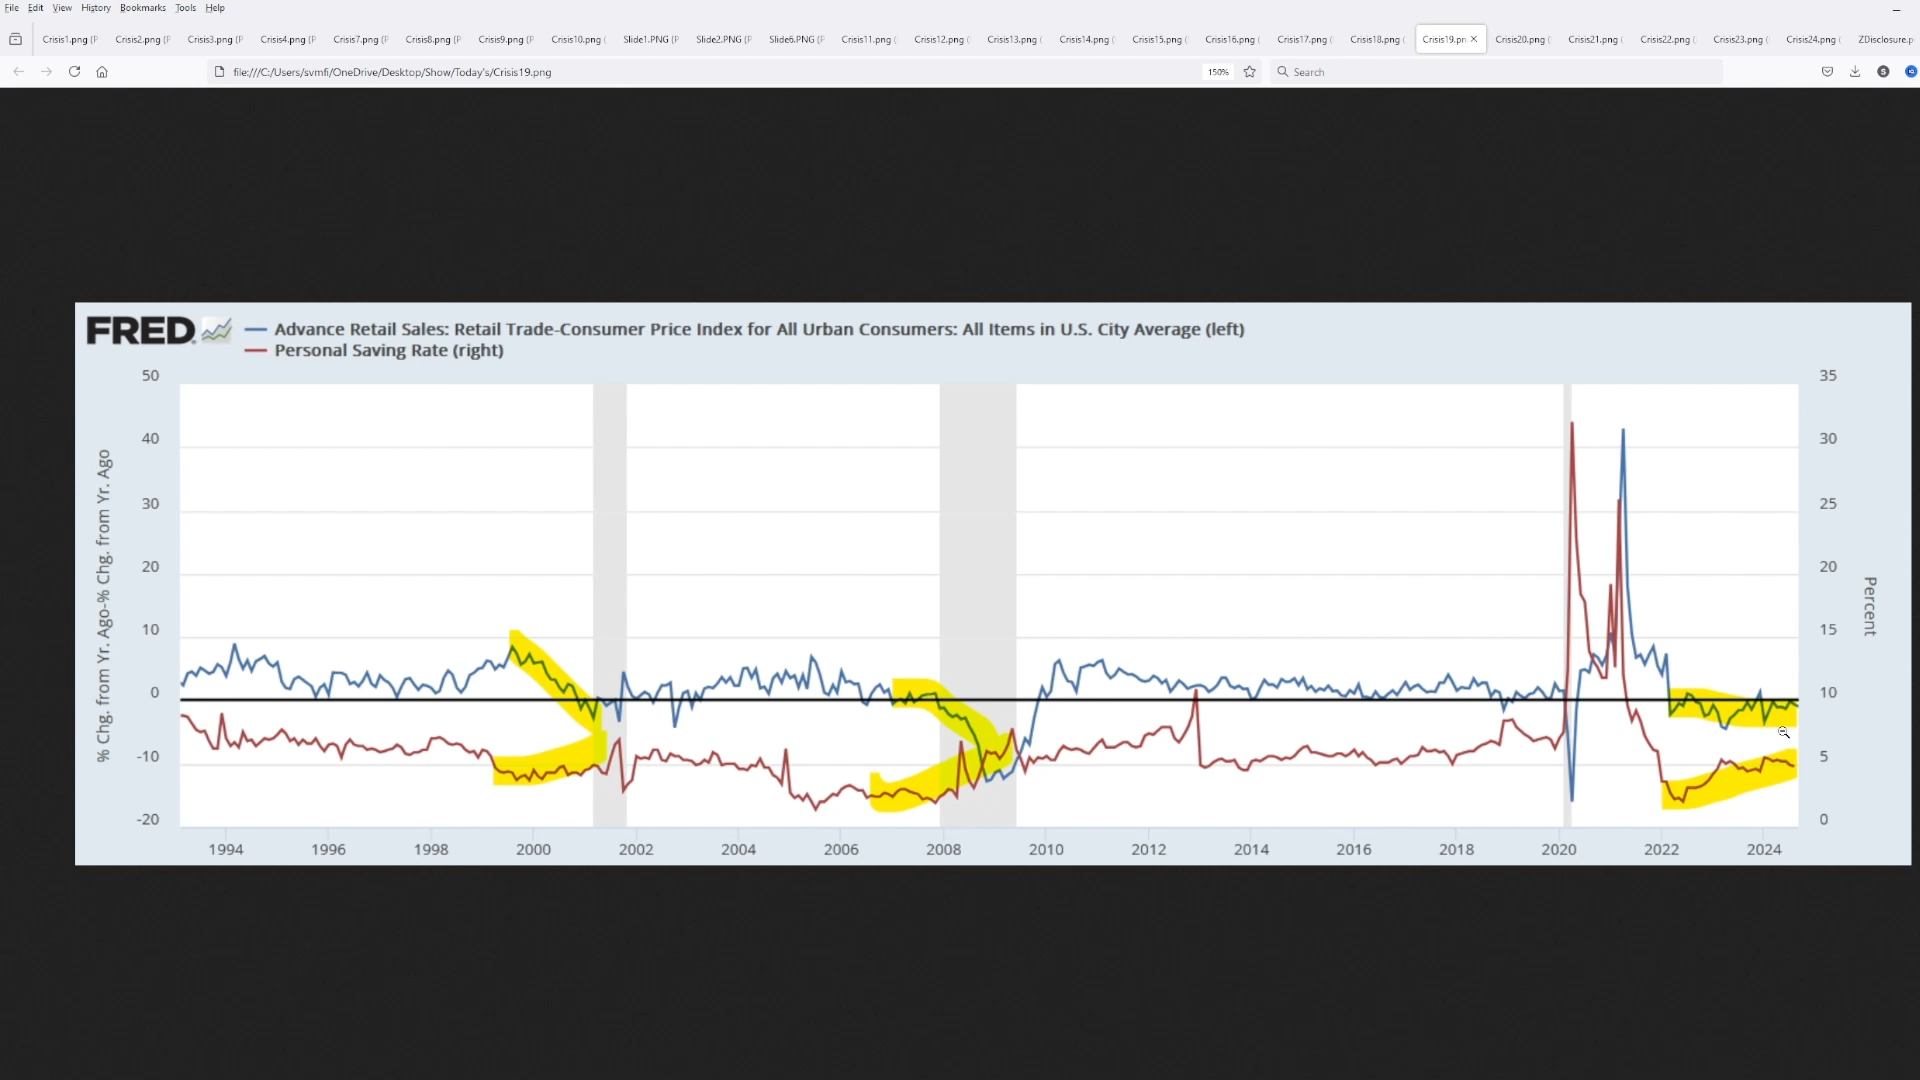 File Edit View History Bookmarks Tools Help
Crisis1.png (P Crisis2.png (P Crisis3.png (P Crisis4.png (P Crisis7.png (P Crisis8.png (P Crisis9.png (P Crisis10.png ( Slide1.PNG (P Slide2.PNG (P Slide6.PNG (P Crisis11.png ( Crisis12.png ( Crisis13.png ( Crisis14.png ( Crisis15.png ( Crisis16.png ( Crisis17.png ( Crisis18.png ( Crisis19.pn Crisis20.png ( Crisis21.png ( Crisis22.png ( Crisis23.png ( Crisis24.png ( ZDisclosure.p
file:///C:/Users/svmfi/OneDrive/Desktop/Show/Today's/Crisis19.png 150% Search S
FRED
Advance Retail Sales: Retail Trade-Consumer Price Index for All Urban Consumers: All Items in U.S. City Average (left)
Personal Saving Rate (right)
50 35
40 30
30 25
20 20
10 15
0 10
-10 5
-20 0
% Chg. from Yr. Ago-% Chg. from Yr. Ago
Percent
1994 1996 1998 2000 2002 2004 2006 2008 2010 2012 2014 2016 2018 2020 2022 2024